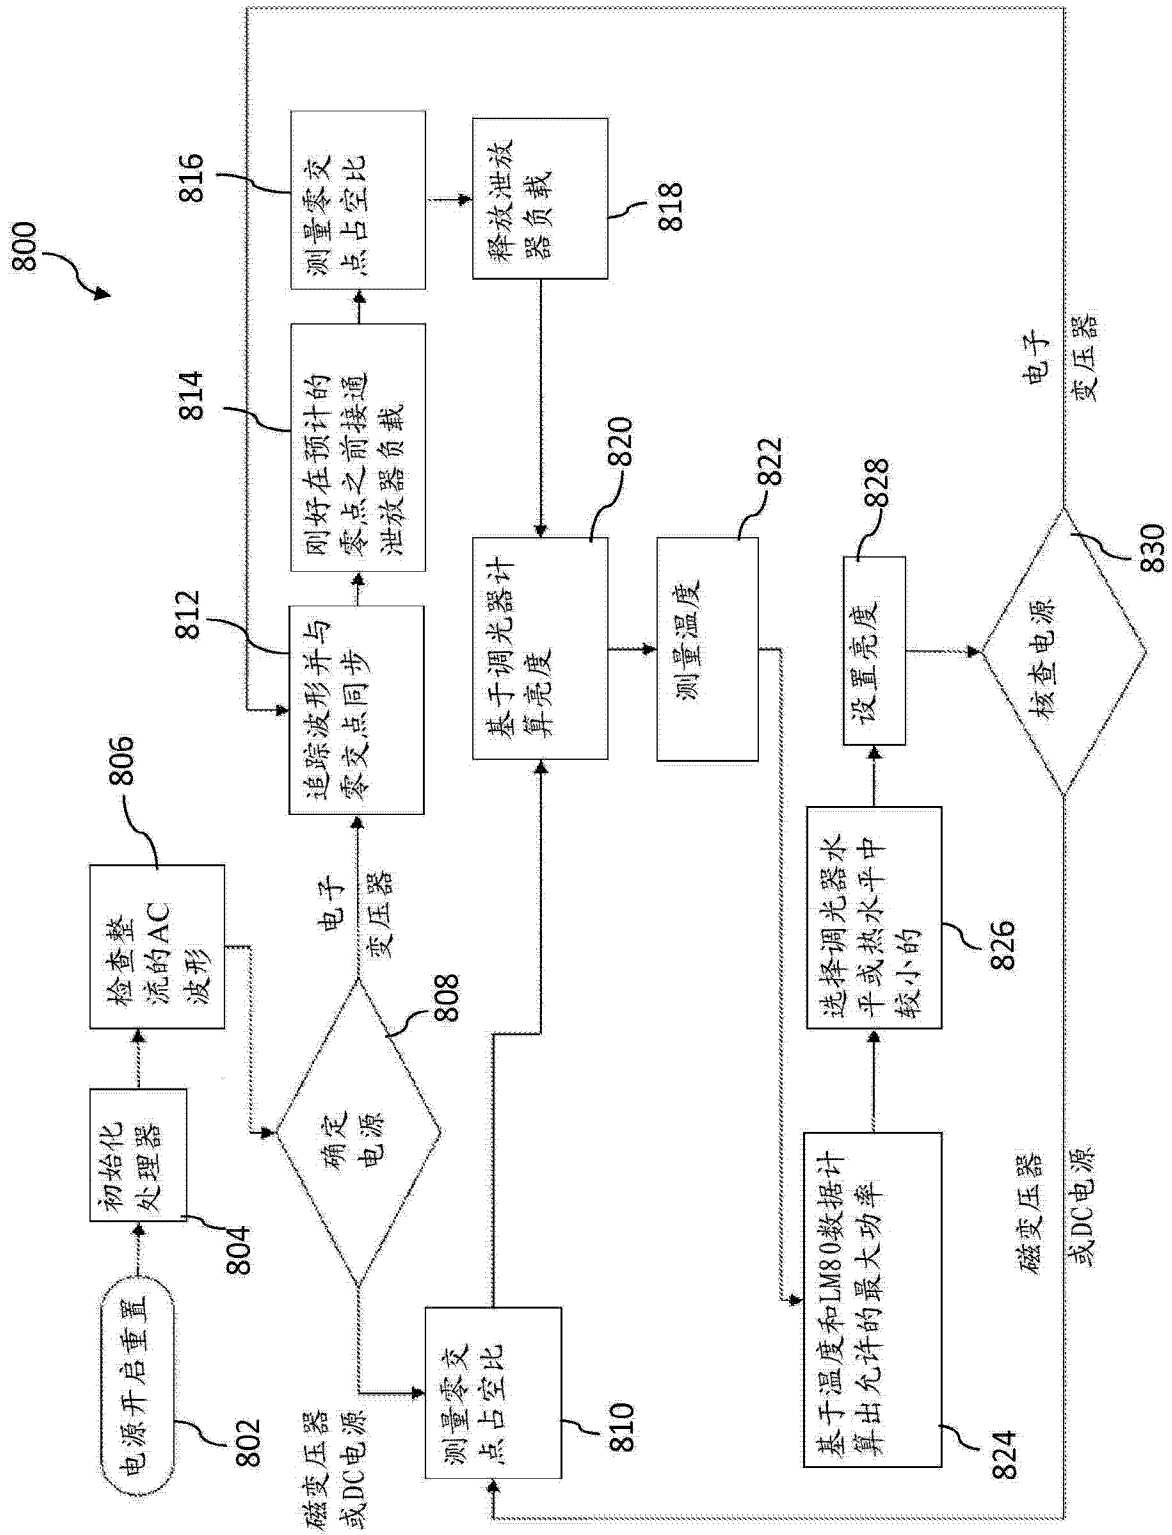 800
电源开启重置
802
初始化
处理器
804
检查整
流的AC
波形
806
确定
电源
808
磁变压器
或DC电源
电子
变压器
测量零交
点占空比
810
追踪波形并与
零交点同步
812
刚好在预计的
零点之前接通
泄放器负载
814
测量零交
点占空比
816
释放泄放
器负载
818
基于调光器计
算亮度
820
测量温度
822
基于温度和LM80数据计
算出允许的最大功率
824
选择调光器水
平或热水平中
较小的
826
设置亮度
828
核查电源
830
磁变压器
或DC电源
电子
变压器